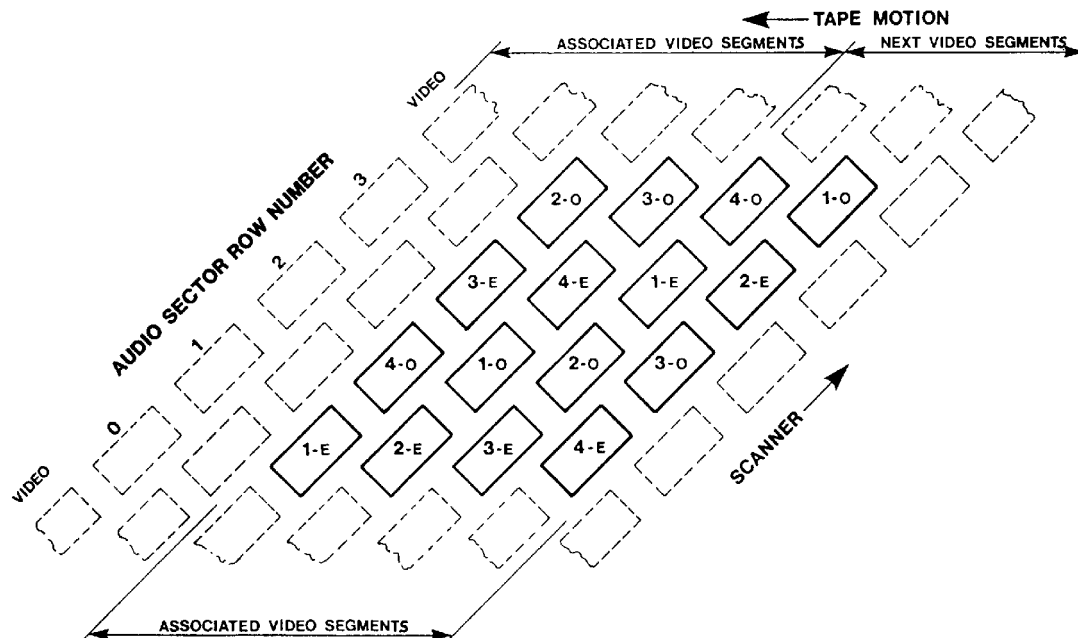 TAPE MOTION
ASSOCIATED VIDEO SEGMENTS
NEXT VIDEO SEGMENTS
VIDEO
AUDIO SECTOR ROW NUMBER
3
2
1
0
VIDEO
2-O
3-O
4-O
1-O
3-E
4-E
1-E
2-E
4-O
1-O
2-O
3-O
1-E
2-E
3-E
4-E
SCANNER
ASSOCIATED VIDEO SEGMENTS